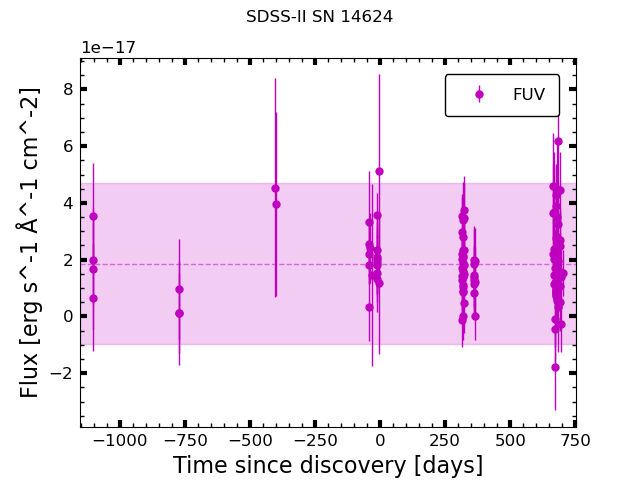 SDSS-II SN 14624
1e−17
FUV
8
6
4
2
0
−2
Flux [erg s^-1 Å^-1 cm^-2]
−1000 −750 −500 −250 0 250 500 750
Time since discovery [days]